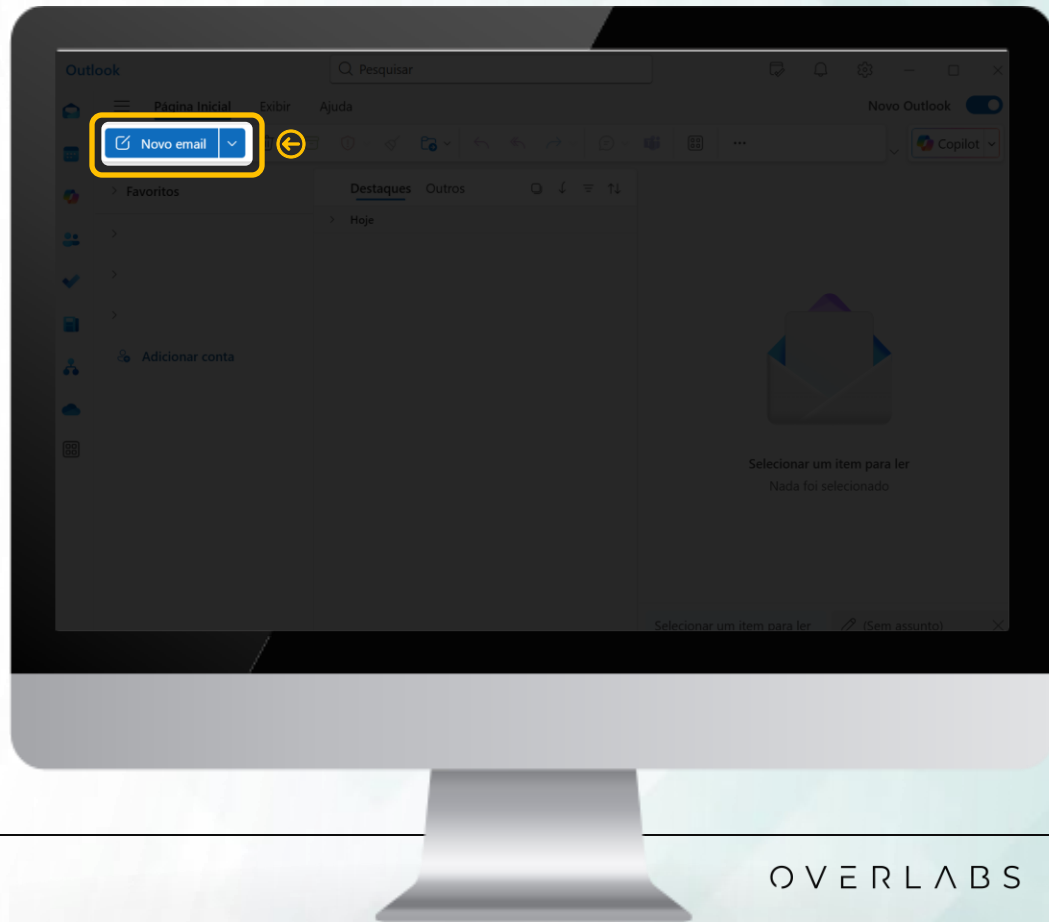 Outlook
Pesquisar
Página Inicial Exibir Ajuda
Novo Outlook
Novo email
Copilot
Favoritos
Destaques Outros
Hoje
Adicionar conta
Selecionar um item para ler
Nada foi selecionado
Selecionar um item para ler
(Sem assunto)
OVERLABS